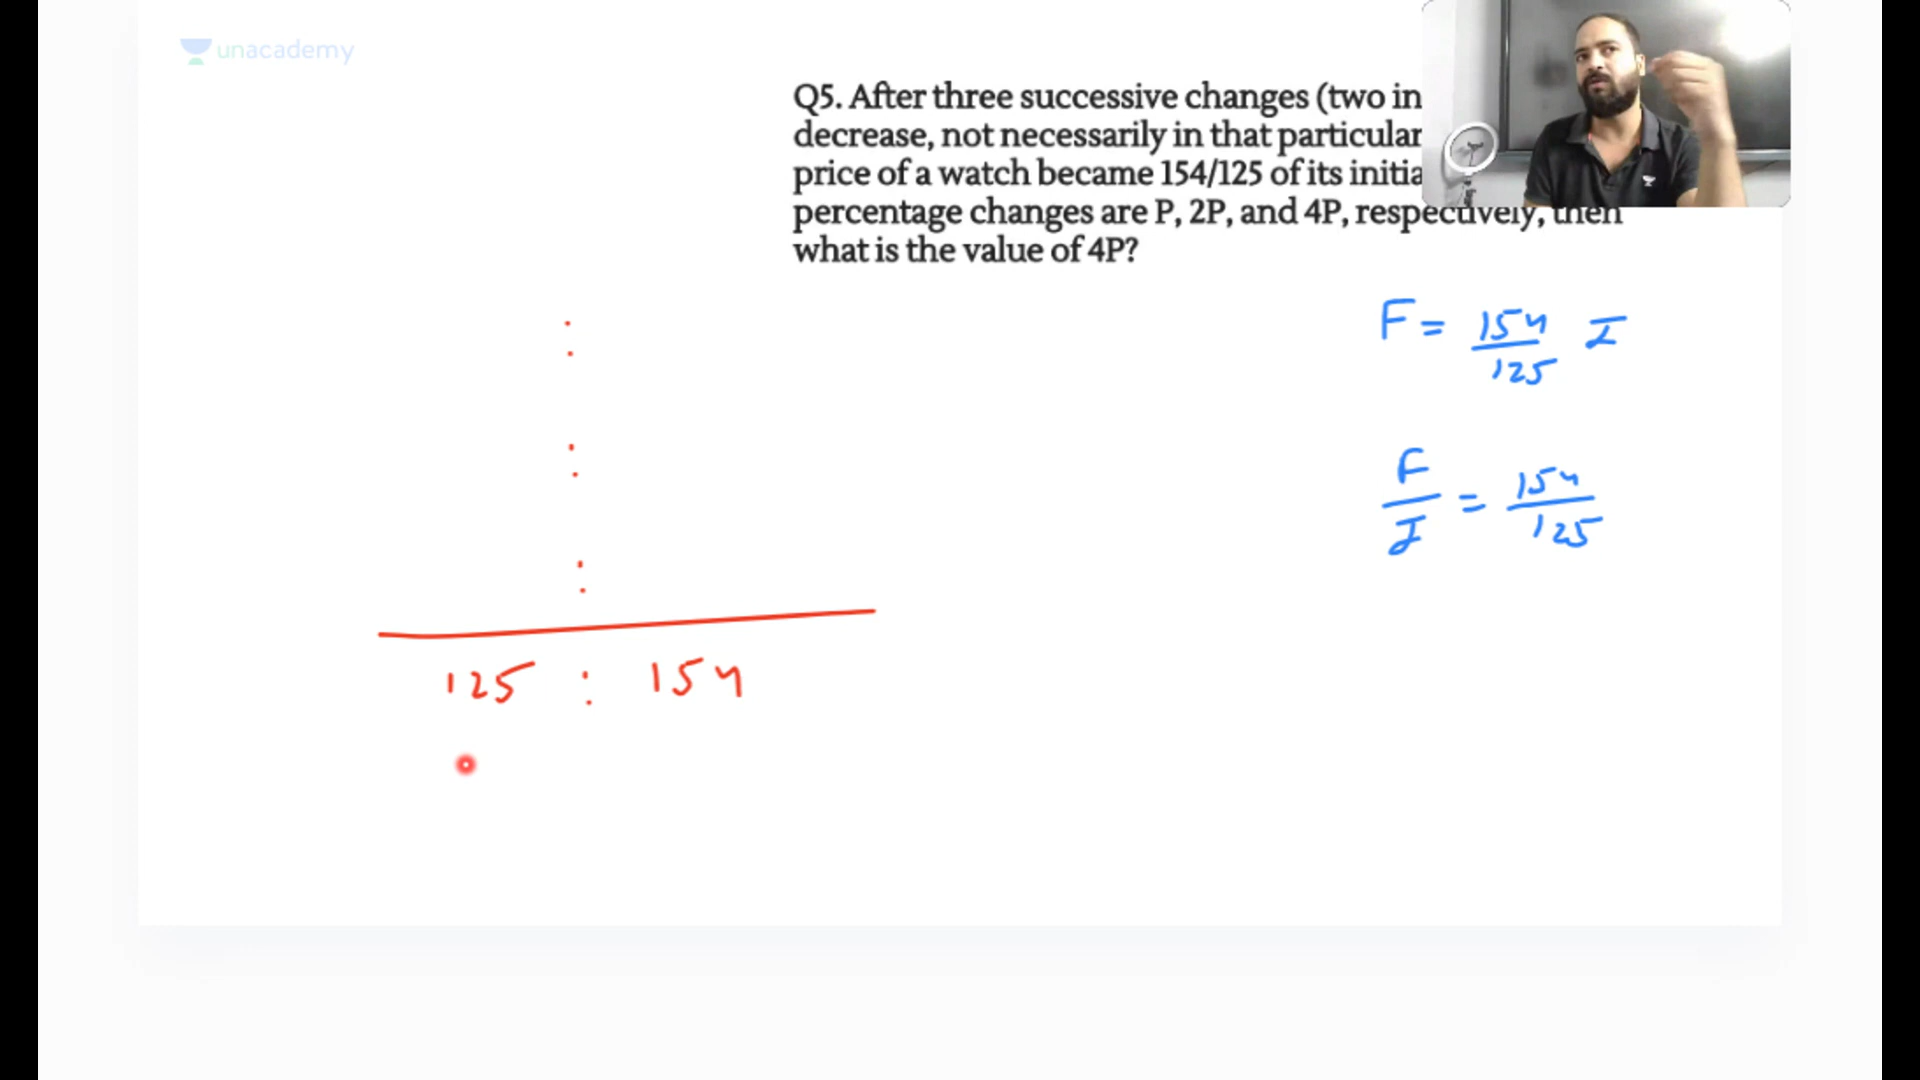 unacademy
Q5. After three successive changes (two in
decrease, not necessarily in that particular
price of a watch became 154/125 of its initia
percentage changes are P, 2P, and 4P, respectively, then
what is the value of 4P?
:
:
:
125 : 154
F = 154/125 I
F/I = 154/125